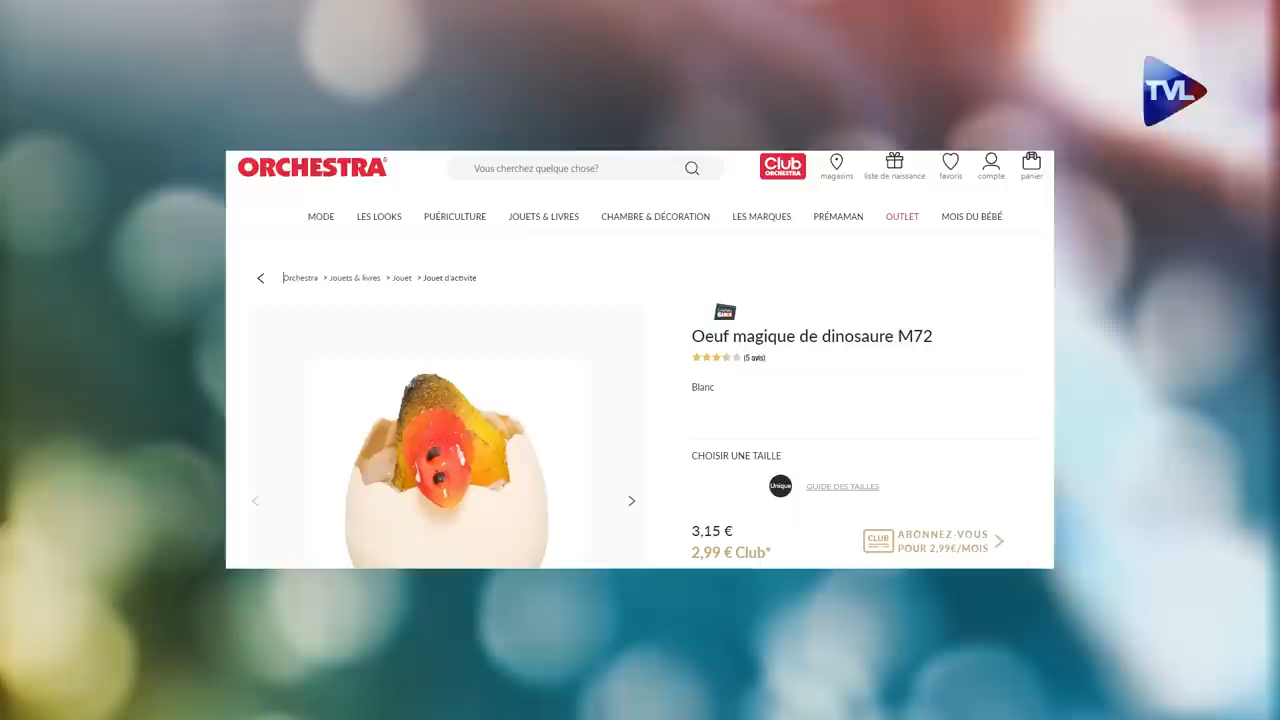 TVL
ORCHESTRA
Vous cherchez quelque chose?
Club ORCHESTRA
magasins
liste de naissance
favoris
compte
panier
MODE LES LOOKS PUÉRICULTURE JOUETS & LIVRES CHAMBRE & DÉCORATION LES MARQUES PRÉMAMAN OUTLET MOIS DU BÉBÉ
Orchestra > Jouets & livres > Jouet > Jouet d'activite
Oeuf magique de dinosaure M72
(5 avis)
Blanc
CHOISIR UNE TAILLE
Unique
GUIDE DES TAILLES
3,15 €
2,99 € Club*
CLUB
ABONNEZ-VOUS
POUR 2,99€/MOIS